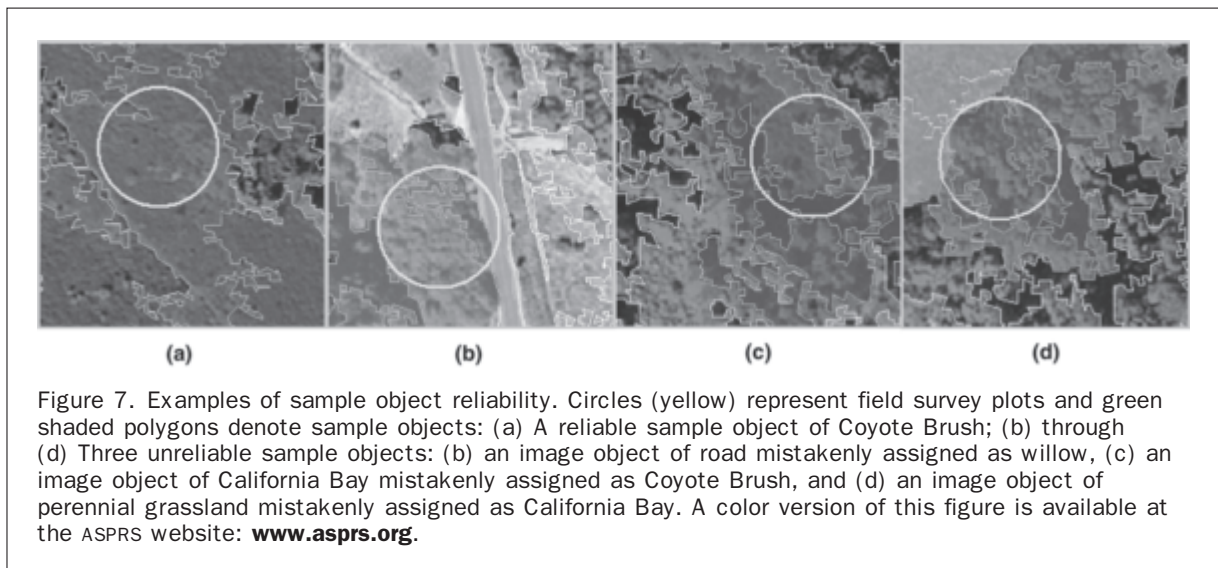 (a) (b) (c) (d)
Figure 7. Examples of sample object reliability. Circles (yellow) represent field survey plots and green
shaded polygons denote sample objects: (a) A reliable sample object of Coyote Brush; (b) through
(d) Three unreliable sample objects: (b) an image object of road mistakenly assigned as willow, (c) an
image object of California Bay mistakenly assigned as Coyote Brush, and (d) an image object of
perennial grassland mistakenly assigned as California Bay. A color version of this figure is available at
the ASPRS website: www.asprs.org.